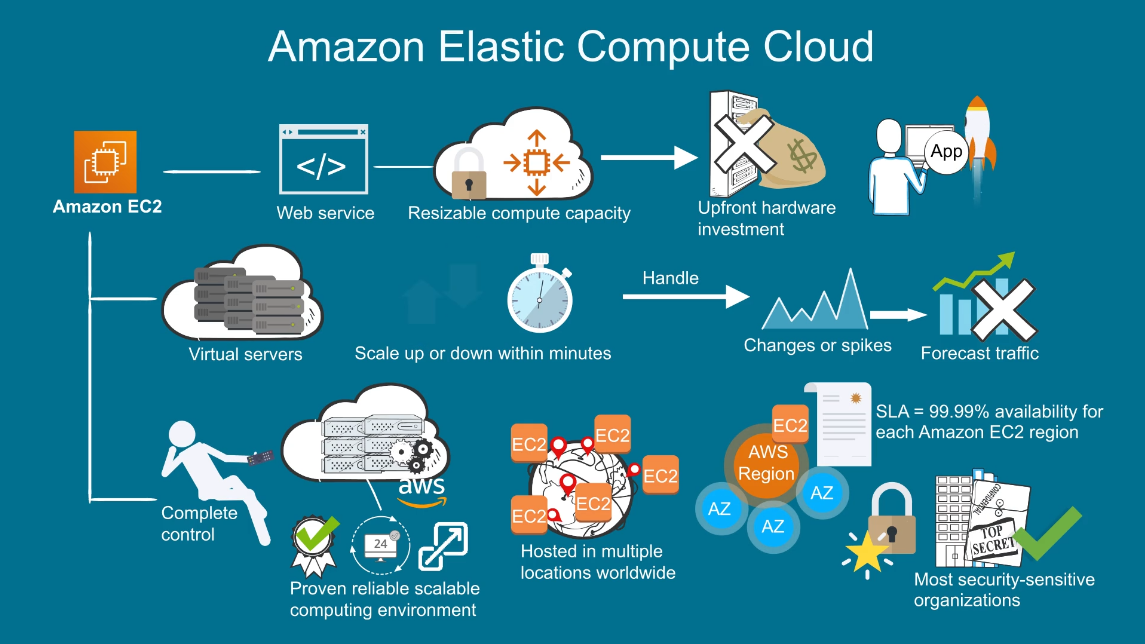 Amazon Elastic Compute Cloud
Amazon EC2
</>
Web service
Resizable compute capacity
$
Upfront hardware
investment
App
Virtual servers
Scale up or down within minutes
Handle
Changes or spikes
Forecast traffic
Complete
control
aws
24
Proven reliable scalable
computing environment
EC2
EC2
EC2
EC2
EC2
Hosted in multiple
locations worldwide
EC2
AWS
Region
AZ
AZ
AZ
SLA = 99.99% availability for
each Amazon EC2 region
CONFIDENTIAL
TOP
SECRET
Most security-sensitive
organizations